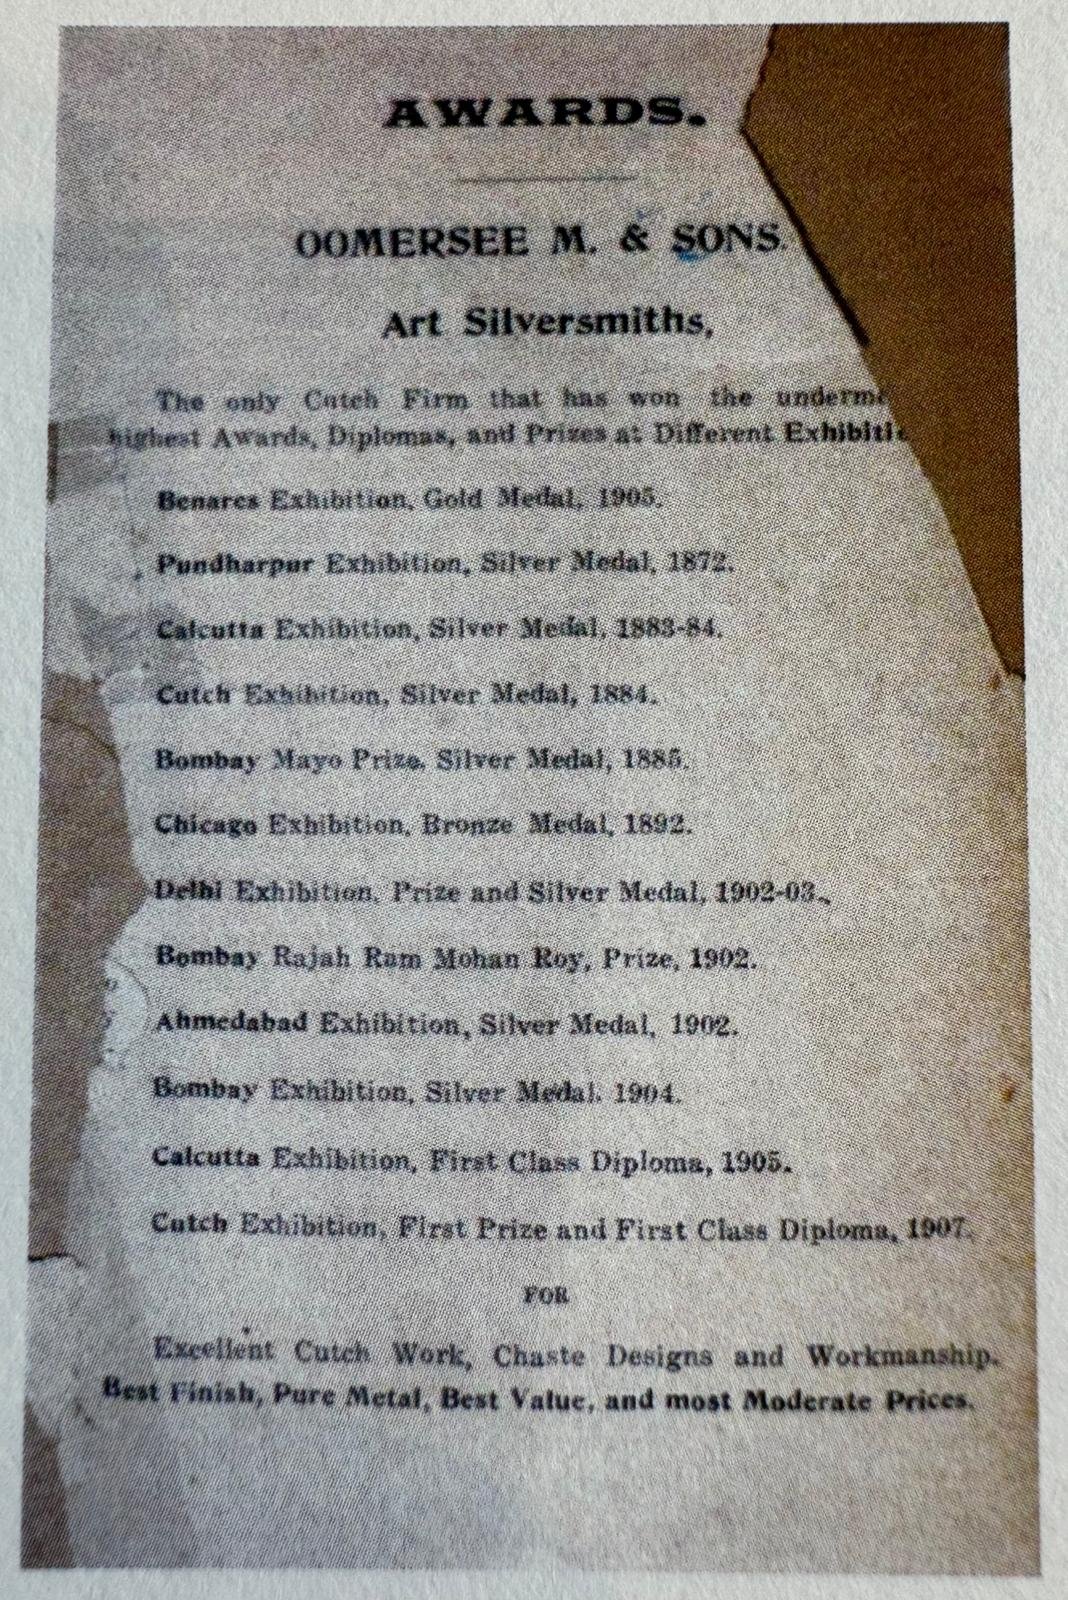 AWARDS.
OOMERSEE M. & SONS.
Art Silversmiths,
The only Cutch Firm that has won the
highest Awards, Diplomas, and Prizes at Different
Benares Exhibition, Gold Medal, 1905.
Pundharpur Exhibition, Silver Medal, 1872.
Calcutta Exhibition, Silver Medal, 1883-84.
Cutch Exhibition, Silver Medal, 1884.
Bombay Mayo Prize, Silver Medal, 1885.
Chicago Exhibition, Bronze Medal, 1892.
Delhi Exhibition, Prize and Silver Medal, 1902-03.
Bombay Rajah Ram Mohan Roy, Prize, 1902.
Ahmedabad Exhibition, Silver Medal, 1902.
Bombay Exhibition, Silver Medal. 1904.
Calcutta Exhibition, First Class Diploma, 1905.
Cutch Exhibition, First Prize and First Class Diploma, 1907.
FOR
Excellent Cutch Work, Chaste Designs and Workmanship.
Best Finish, Pure Metal, Best Value, and most Moderate Prices.